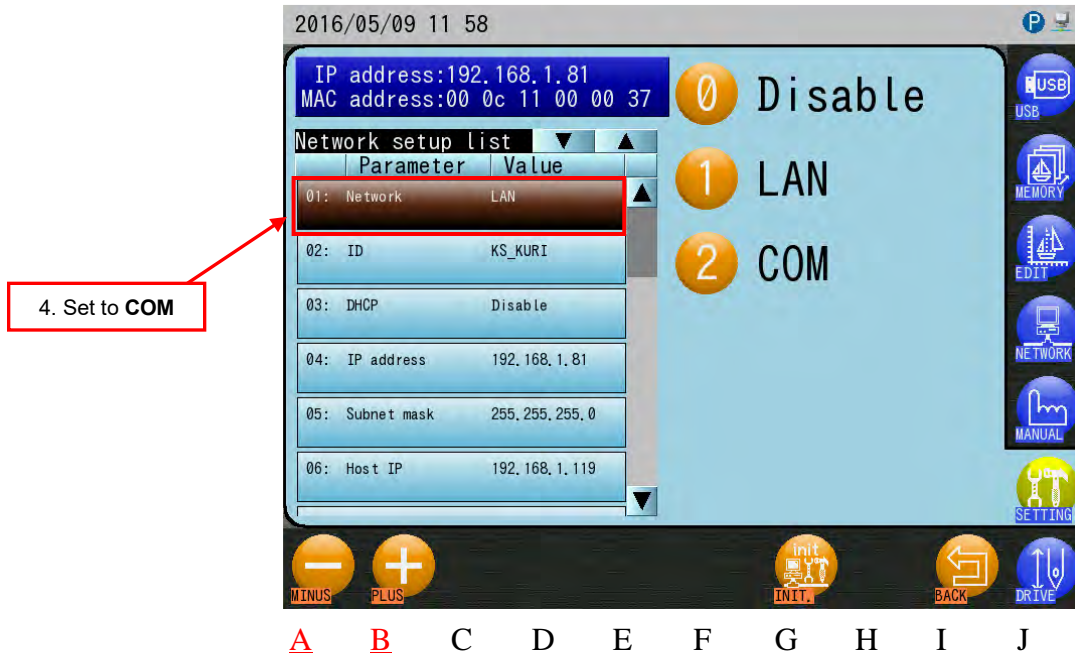 2016/05/09 11 58
P
IP address:192.168.1.81
MAC address:00 0c 11 00 00 37
Network setup list ▼ ▲
Parameter Value
01: Network LAN
02: ID KS_KURI
03: DHCP Disable
04: IP address 192.168.1.81
05: Subnet mask 255.255.255.0
06: Host IP 192.168.1.119
0 Disable
1 LAN
2 COM
USB
USB
MEMORY
EDIT
NETWORK
MANUAL
SETTING
4. Set to COM
MINUS
PLUS
init
INIT.
BACK
DRIVE
A B C D E F G H I J